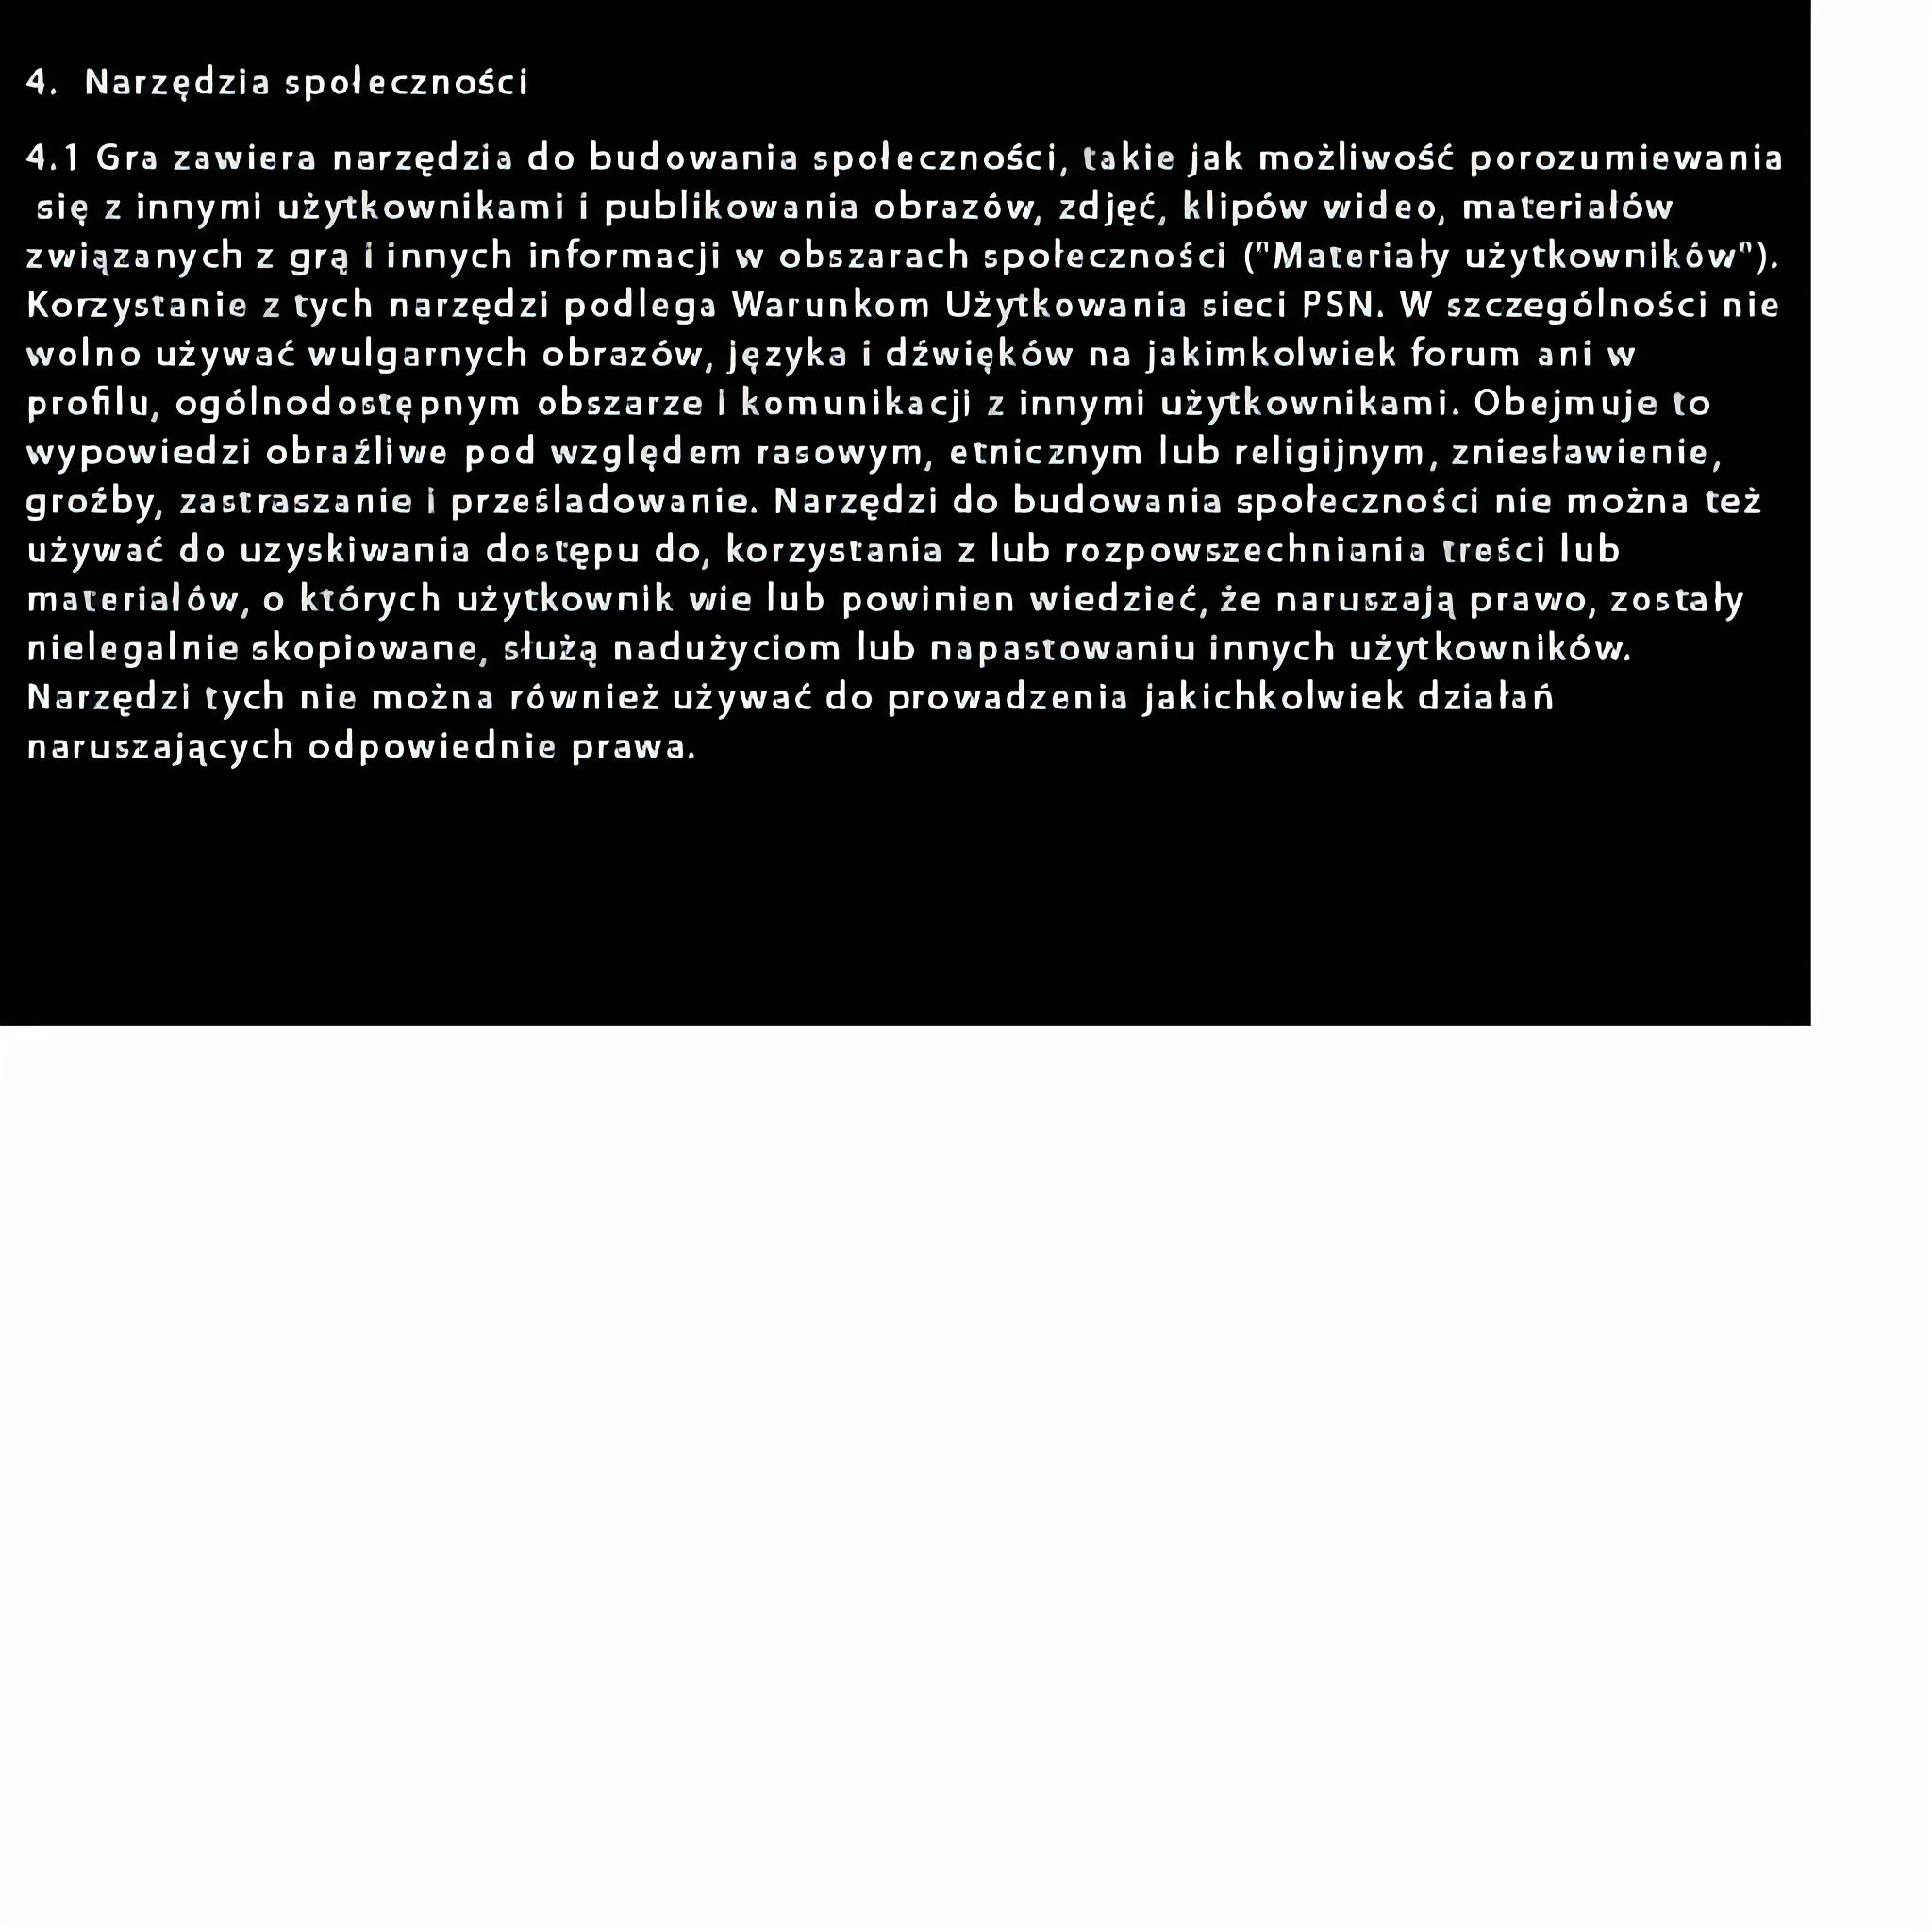 4. Narzędzia społeczności
4.1 Gra zawiera narzędzia do budowania społeczności, takie jak możliwość porozumiewania
się z innymi użytkownikami i publikowania obrazów, zdjęć, klipów wideo, materiałów
związanych z grą i innych informacji w obszarach społeczności ("Materiały użytkowników").
Korzystanie z tych narzędzi podlega Warunkom Użytkowania sieci PSN. W szczególności nie
wolno używać wulgarnych obrazów, języka i dźwięków na jakimkolwiek forum ani w
profilu, ogólnodostępnym obszarze i komunikacji z innymi użytkownikami. Obejmuje to
wypowiedzi obraźliwe pod względem rasowym, etnicznym lub religijnym, zniesławienie,
groźby, zastraszanie i prześladowanie. Narzędzi do budowania społeczności nie można też
używać do uzyskiwania dostępu do, korzystania z lub rozpowszechniania treści lub
materiałów, o których użytkownik wie lub powinien wiedzieć, że naruszają prawo, zostały
nielegalnie skopiowane, służą nadużyciom lub napastowaniu innych użytkowników.
Narzędzi tych nie można również używać do prowadzenia jakichkolwiek działań
naruszających odpowiednie prawa.